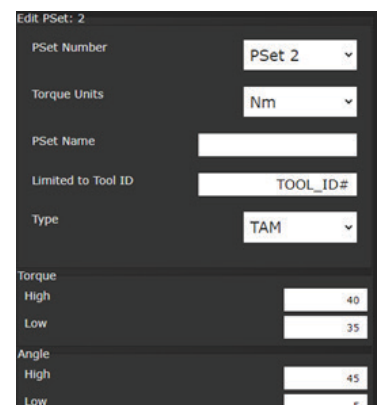 Edit PSet: 2
PSet Number PSet 2
Torque Units Nm
PSet Name
Limited to Tool ID TOOL_ID#
Type TAM
Torque
High 40
Low 35
Angle
High 45
Low